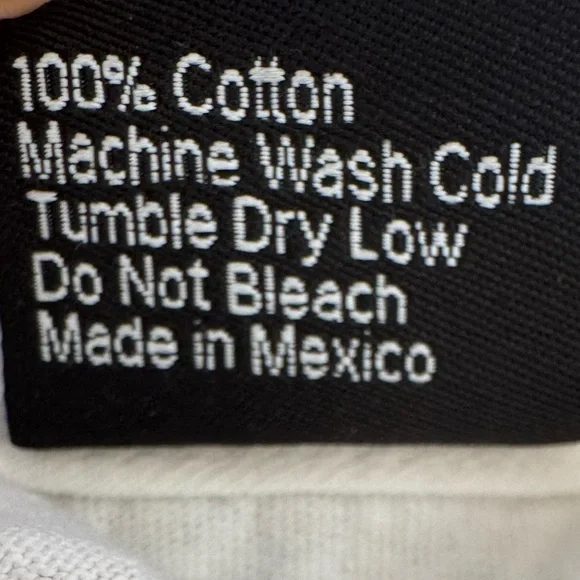 100% Cotton
Machine Wash Cold
Tumble Dry Low
Do Not Bleach
Made in Mexico